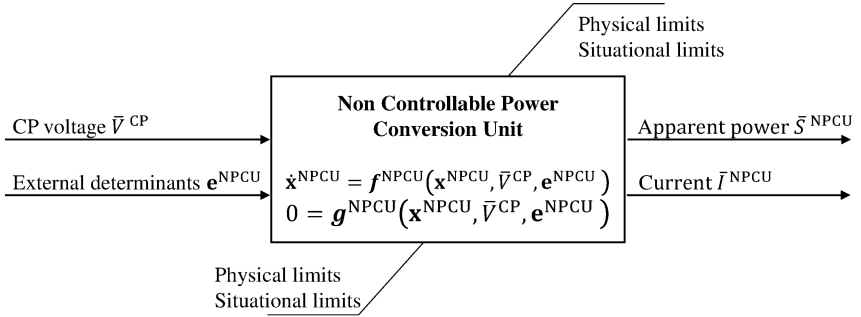 Physical limits
Situational limits
Non Controllable Power
Conversion Unit
CP voltage V̄ ᶜᴾ
Apparent power S̄ ᴺᴾᶜᵁ
External determinants 𝐞ᴺᴾᶜᵁ
Current Ī ᴺᴾᶜᵁ
𝐱̇ᴺᴾᶜᵁ = 𝒇ᴺᴾᶜᵁ(𝐱ᴺᴾᶜᵁ, V̄ᶜᴾ, 𝐞ᴺᴾᶜᵁ)
0 = 𝒈ᴺᴾᶜᵁ(𝐱ᴺᴾᶜᵁ, V̄ᶜᴾ, 𝐞ᴺᴾᶜᵁ)
Physical limits
Situational limits